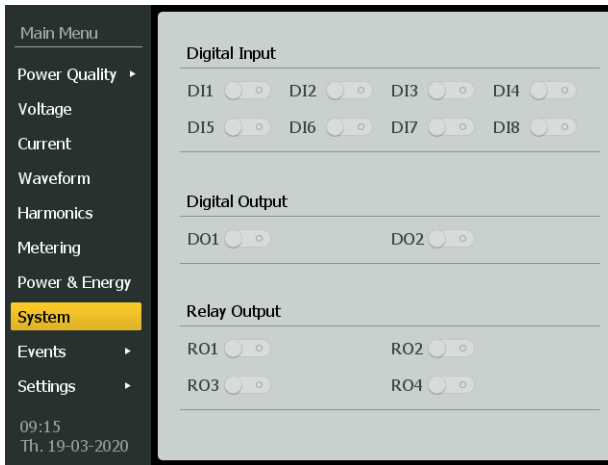 Main Menu
Power Quality
Voltage
Current
Waveform
Harmonics
Metering
Power & Energy
System
Events
Settings
09:15
Th. 19-03-2020
Digital Input
DI1 DI2 DI3 DI4
DI5 DI6 DI7 DI8
Digital Output
DO1 DO2
Relay Output
RO1 RO2
RO3 RO4